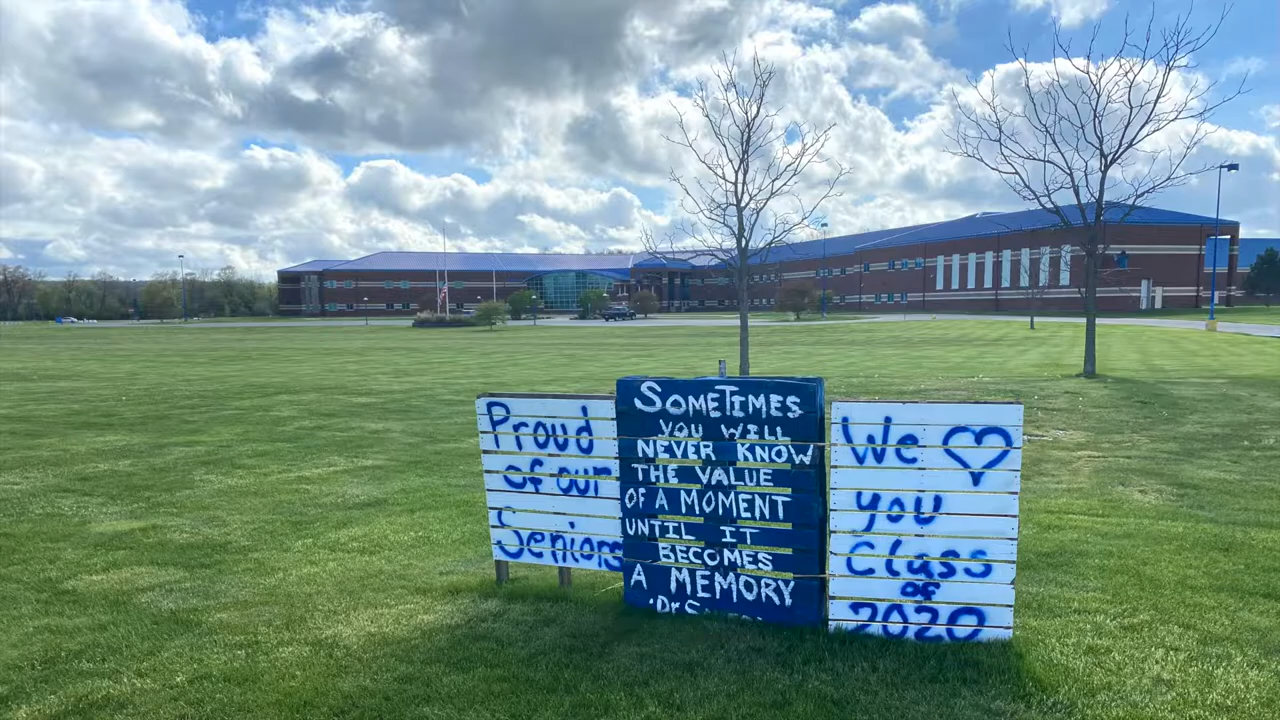 Proud
of our
Seniors
SOMETIMES
YOU WILL
NEVER KNOW
THE VALUE
OF A MOMENT
UNTIL IT
BECOMES
A MEMORY
We
you
Class
of
2020